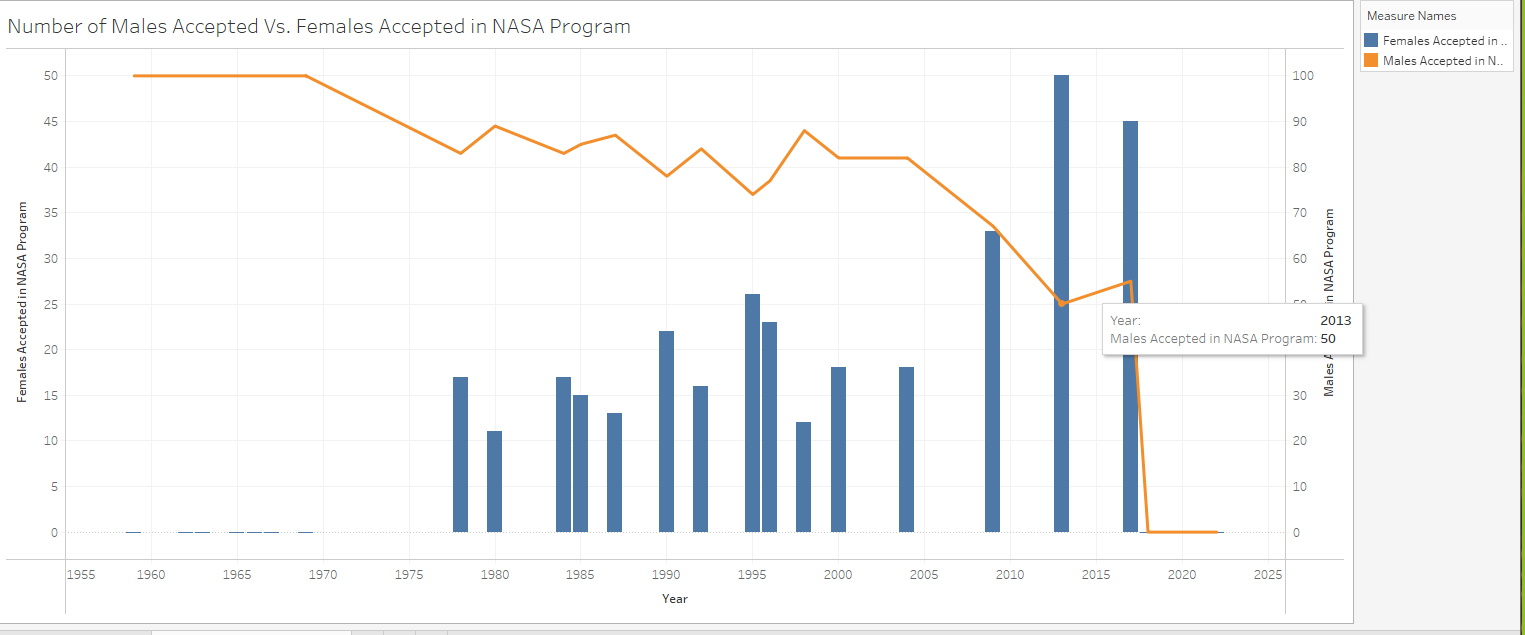 Number of Males Accepted Vs. Females Accepted in NASA Program
Measure Names
Females Accepted in ..
Males Accepted in N..
Females Accepted in NASA Program
50
45
40
35
30
25
20
15
10
5
0
100
90
80
70
60
30
20
10
0
Males A
in NASA Program
Year: 2013
Males Accepted in NASA Program: 50
1955 1960 1965 1970 1975 1980 1985 1990 1995 2000 2005 2010 2015 2020 2025
Year